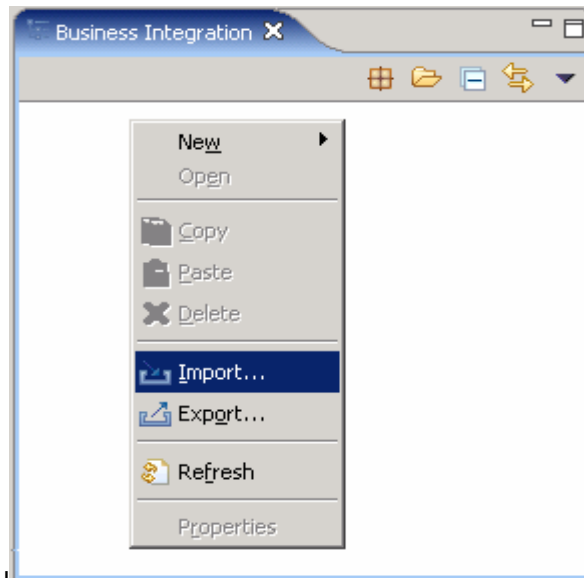 Business Integration
New
Open
Copy
Paste
Delete
Import...
Export...
Refresh
Properties